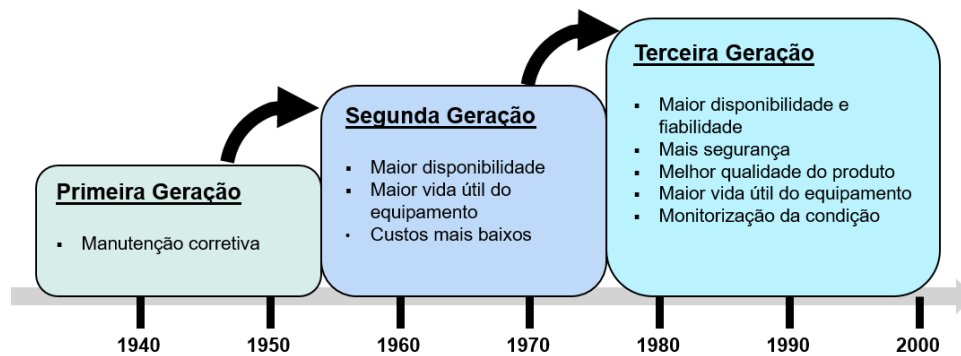 Primeira Geração
▪ Manutenção corretiva
Segunda Geração
▪ Maior disponibilidade
▪ Maior vida útil do
equipamento
• Custos mais baixos
Terceira Geração
▪ Maior disponibilidade e
fiabilidade
▪ Mais segurança
▪ Melhor qualidade do produto
▪ Maior vida útil do equipamento
▪ Monitorização da condição
1940 1950 1960 1970 1980 1990 2000